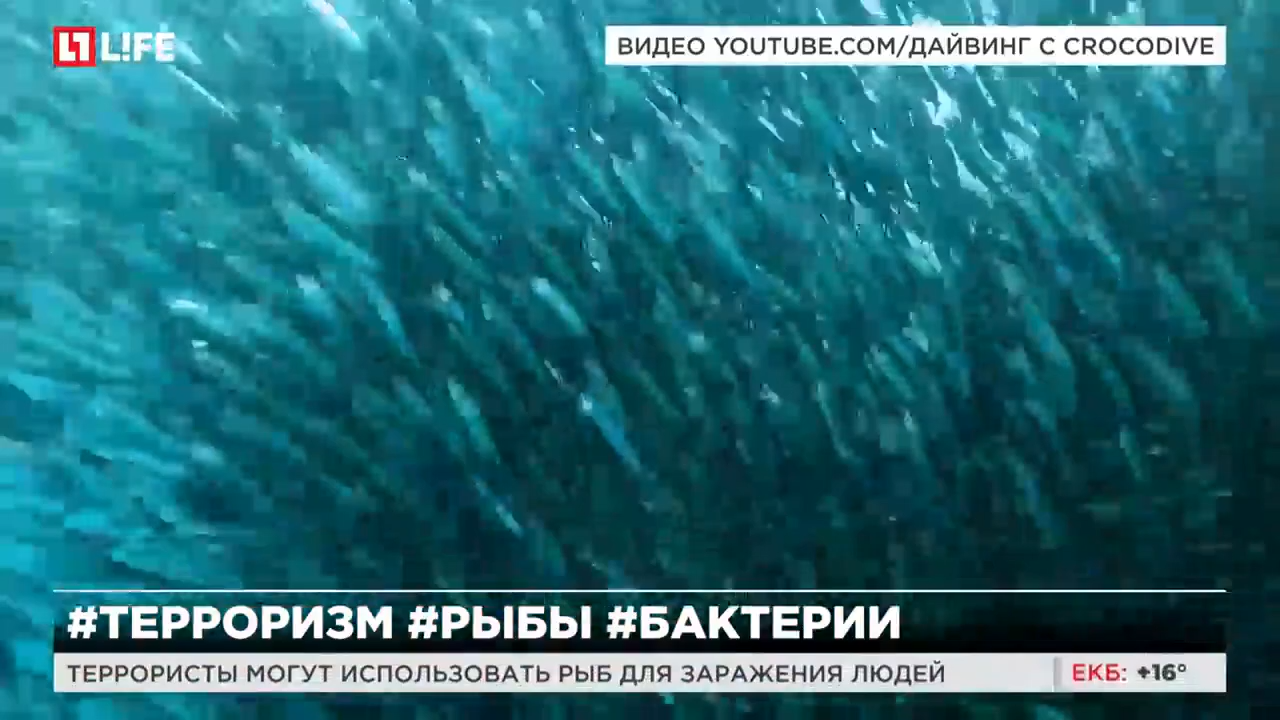 L!FE
ВИДЕО YOUTUBE.COM/ДАЙВИНГ С CROCODIVE
#ТЕРРОРИЗМ #РЫБЫ #БАКТЕРИИ
ТЕРРОРИСТЫ МОГУТ ИСПОЛЬЗОВАТЬ РЫБ ДЛЯ ЗАРАЖЕНИЯ ЛЮДЕЙ
ЕКБ: +16°